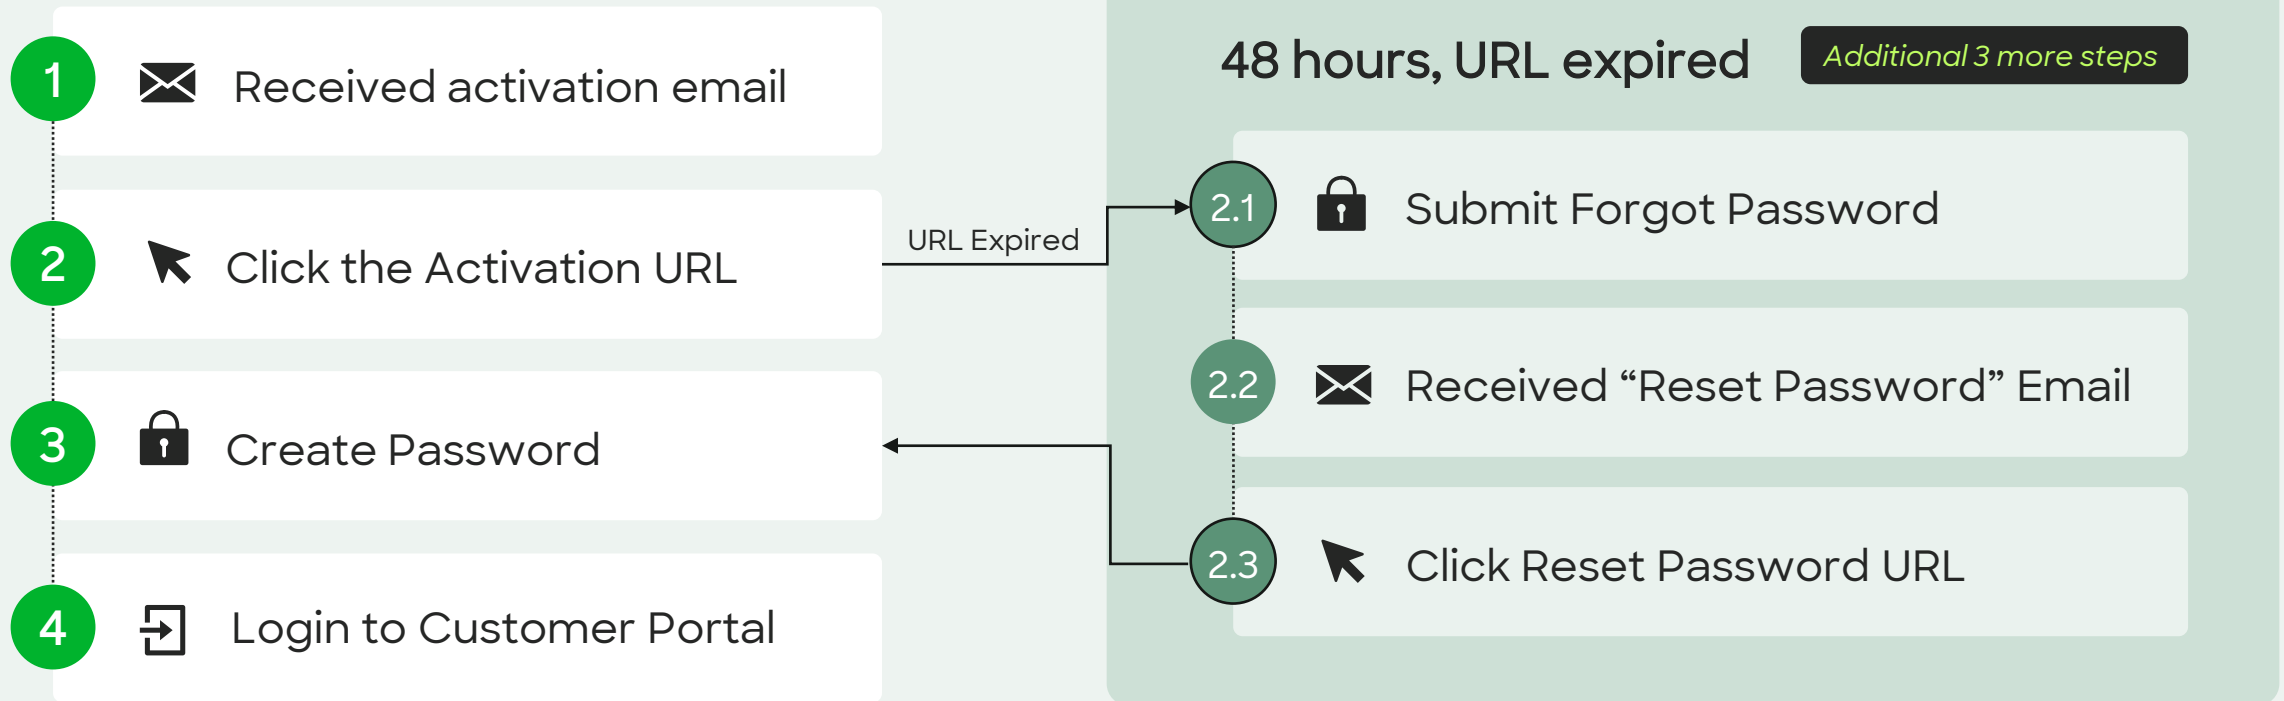 1
Received activation email
2
Click the Activation URL
3
Create Password
4
Login to Customer Portal
URL Expired
48 hours, URL expired
Additional 3 more steps
2.1
Submit Forgot Password
2.2
Received “Reset Password” Email
2.3
Click Reset Password URL